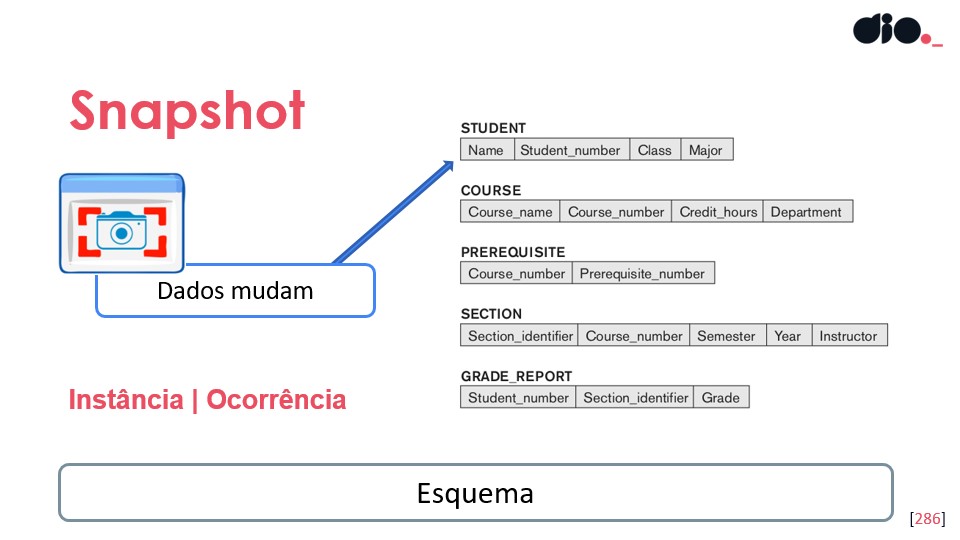 dio._
Snapshot
STUDENT
Name Student_number Class Major
COURSE
Course_name Course_number Credit_hours Department
PREREQUISITE
Course_number Prerequisite_number
Dados mudam
SECTION
Section_identifier Course_number Semester Year Instructor
GRADE_REPORT
Student_number Section_identifier Grade
Instância | Ocorrência
Esquema
[286]